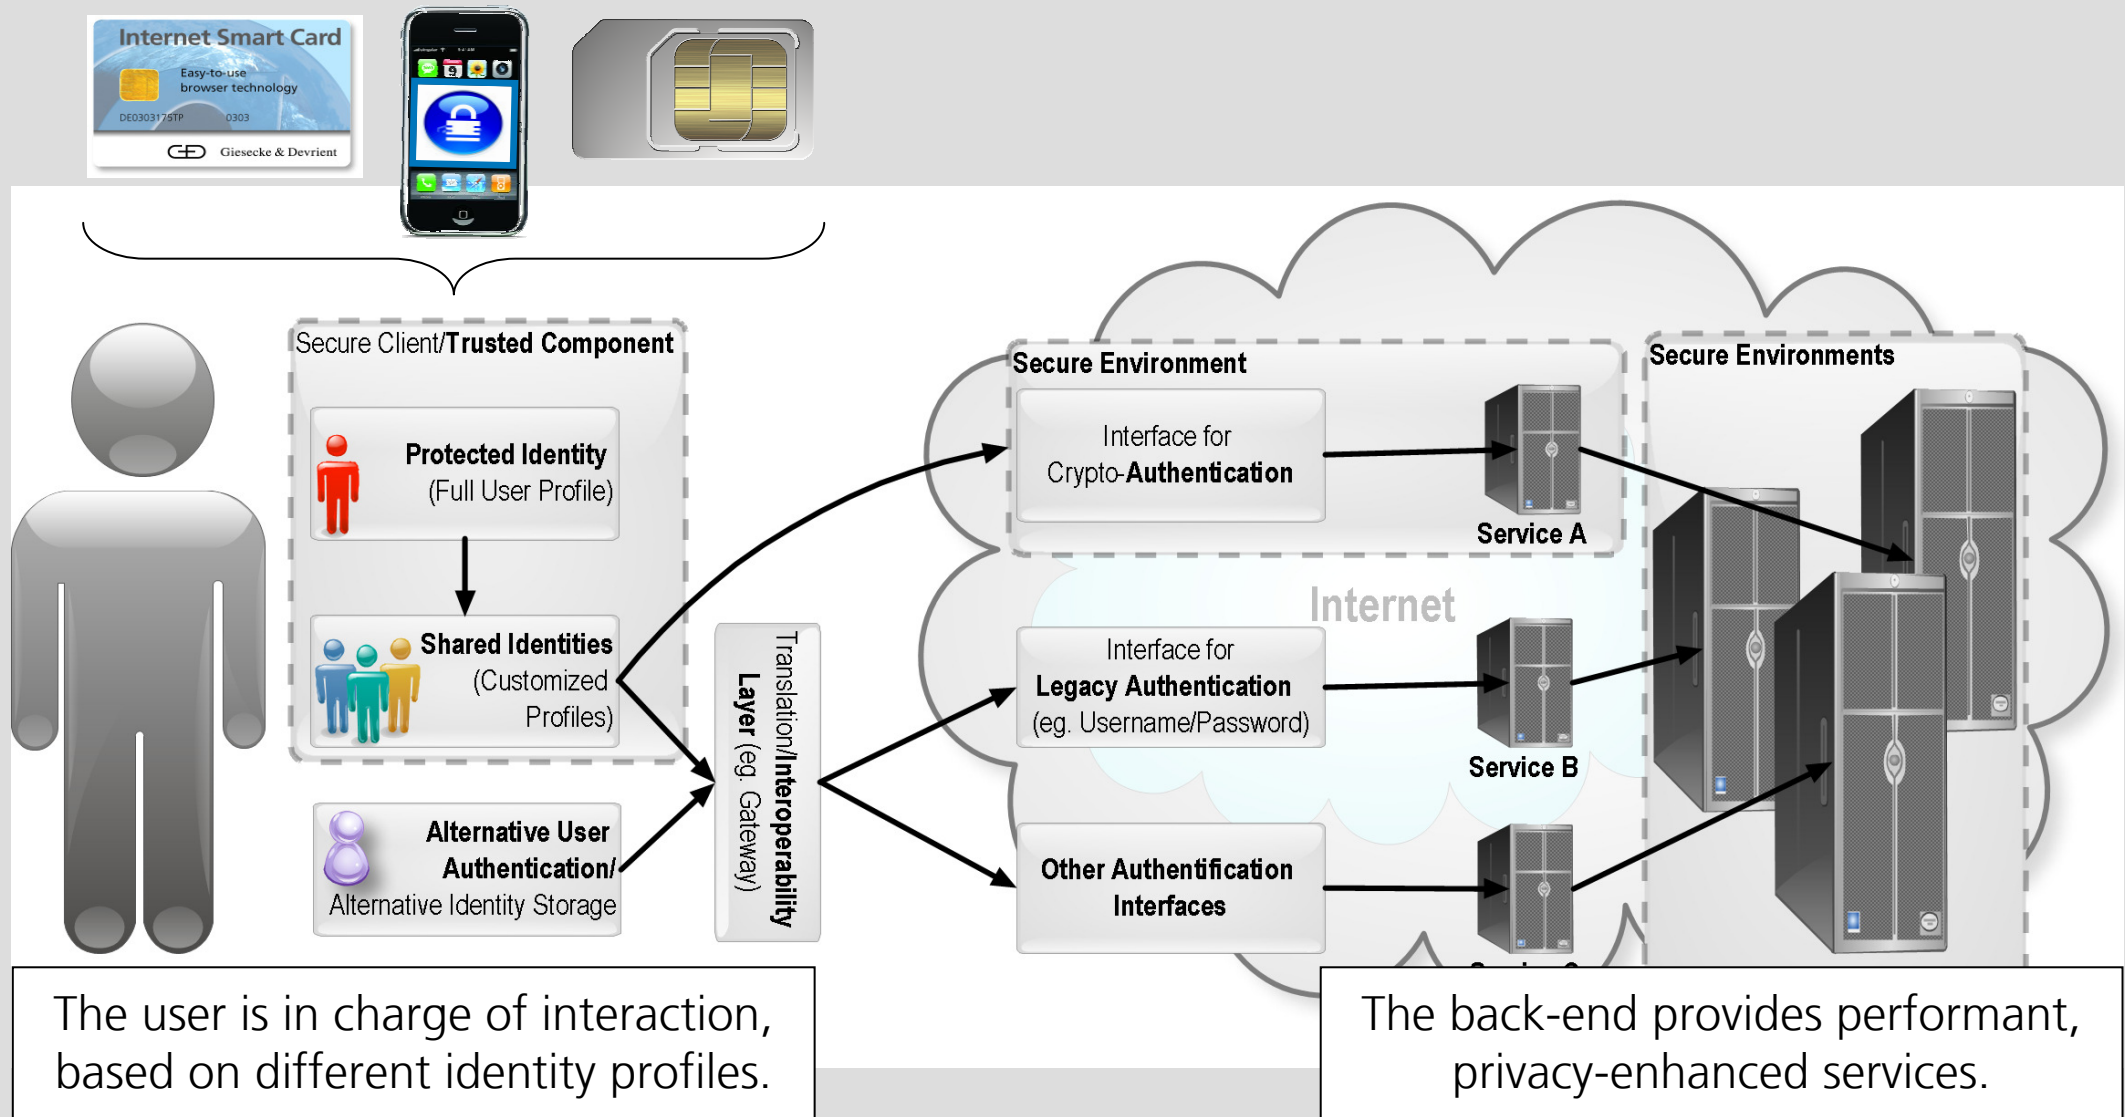 Internet Smart Card
Easy-to-use
browser technology
DE0303175TP 0303
Giesecke & Devrient
Secure Client/Trusted Component
Protected Identity
(Full User Profile)
Shared Identities
(Customized
Profiles)
Alternative User
Authentication/
Alternative Identity Storage
Translation/Interoperability
Layer (eg. Gateway)
Secure Environment
Interface for
Crypto-Authentication
Service A
Internet
Interface for
Legacy Authentication
(eg. Username/Password)
Service B
Other Authentification
Interfaces
Secure Environments
The user is in charge of interaction,
based on different identity profiles.
The back-end provides performant,
privacy-enhanced services.